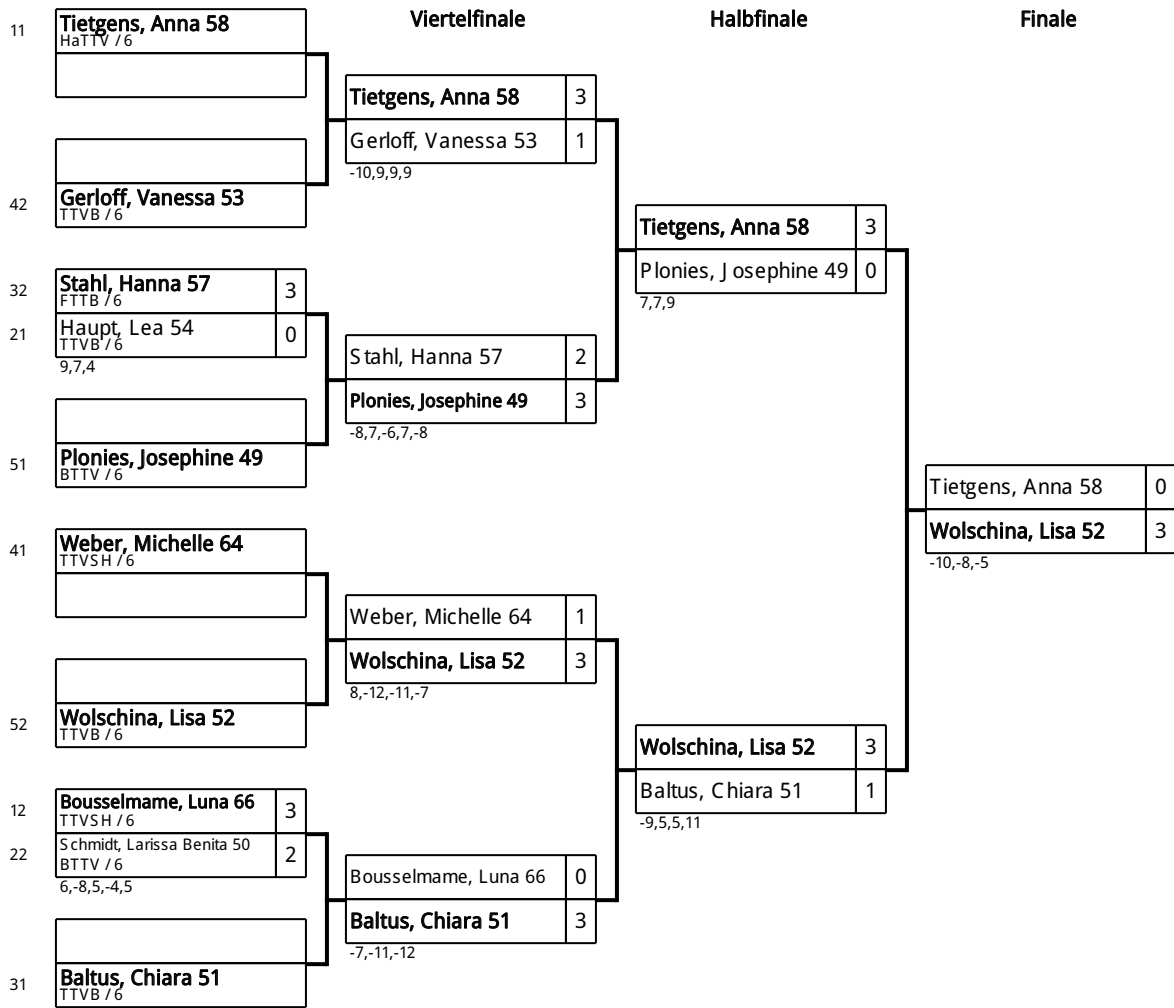 Viertelfinale
Halbfinale
Finale
11
Tietgens, Anna 58
HaTTV / 6
42
Gerloff, Vanessa 53
TTVB / 6
32
Stahl, Hanna 57
3
FTTB / 6
21
Haupt, Lea 54
0
TTVB / 6
9,7,4
51
Plonies, Josephine 49
BTTV / 6
41
Weber, Michelle 64
TTVSH / 6
52
Wolschina, Lisa 52
TTVB / 6
12
Bousselmame, Luna 66
3
TTVSH / 6
22
Schmidt, Larissa Benita 50
2
BTTV / 6
6,-8,5,-4,5
31
Baltus, Chiara 51
TTVB / 6
Tietgens, Anna 58
3
Gerloff, Vanessa 53
1
-10,9,9,9
Stahl, Hanna 57
2
Plonies, Josephine 49
3
-8,7,-6,7,-8
Weber, Michelle 64
1
Wolschina, Lisa 52
3
8,-12,-11,-7
Bousselmame, Luna 66
0
Baltus, Chiara 51
3
-7,-11,-12
Tietgens, Anna 58
3
Plonies, Josephine 49
0
7,7,9
Wolschina, Lisa 52
3
Baltus, Chiara 51
1
-9,5,5,11
Tietgens, Anna 58
0
Wolschina, Lisa 52
3
-10,-8,-5